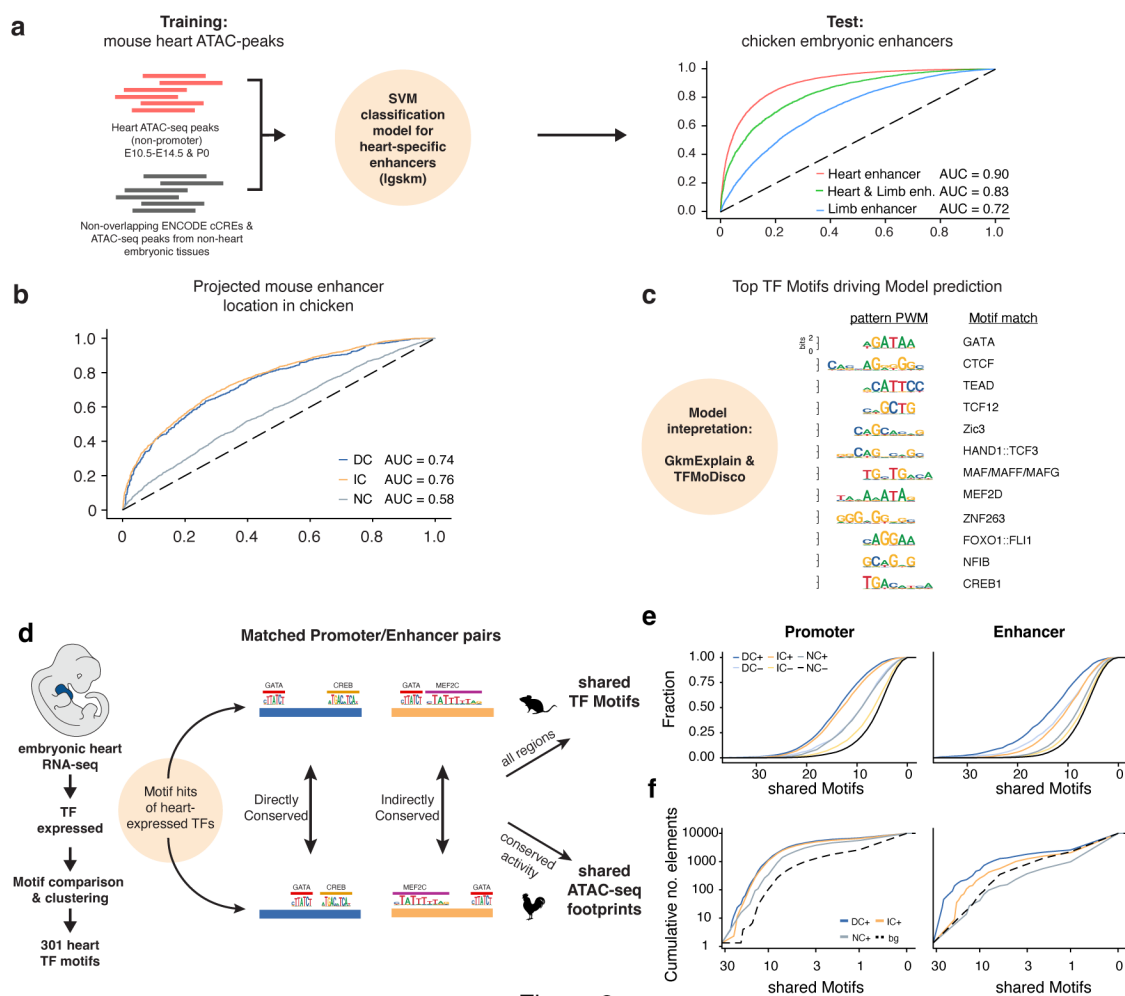 a
Training:
mouse heart ATAC-peaks
Heart ATAC-seq peaks
(non-promoter)
E10.5-E14.5 & P0
Non-overlapping ENCODE cCREs &
ATAC-seq peaks from non-heart
embryonic tissues
SVM
classification
model for
heart-specific
enhancers
(lgskm)
Test:
chicken embryonic enhancers
1.0
0.8
0.6
0.4
0.2
0.0
0 0.2 0.4 0.6 0.8 1.0
Heart enhancer AUC = 0.90
Heart & Limb enh. AUC = 0.83
Limb enhancer AUC = 0.72
b
Projected mouse enhancer
location in chicken
1.0
0.8
0.6
0.4
0.2
0
0 0.2 0.4 0.6 0.8 1.0
DC AUC = 0.74
IC AUC = 0.76
NC AUC = 0.58
c
Top TF Motifs driving Model prediction
Model
intepretation:
GkmExplain &
TFMoDisco
pattern PWM Motif match
bits 2 0
GATA
CTCF
TEAD
TCF12
Zic3
HAND1::TCF3
MAF/MAFF/MAFG
MEF2D
ZNF263
FOXO1::FLI1
NFIB
CREB1
d
Matched Promoter/Enhancer pairs
embryonic heart
RNA-seq
TF
expressed
Motif comparison
& clustering
301 heart
TF motifs
Motif hits
of heart-
expressed TFs
GATA CREB GATA MEF2C
Directly
Conserved
Indirectly
Conserved
GATA CREB MEF2C GATA
shared
TF Motifs
all regions
conserved
activity
shared
ATAC-seq
footprints
e
Promoter Enhancer
DC+ IC+ NC+
DC− IC− NC−
Fraction
1.00
0.75
0.50
0.25
0.00
30 20 10 0 30 20 10 0
shared Motifs shared Motifs
f
Cumulative no. elements
10000
1000
100
10
1
DC+ IC+
NC+ bg
30 10 3 1 0 30 10 3 1 0
shared Motifs shared Motifs